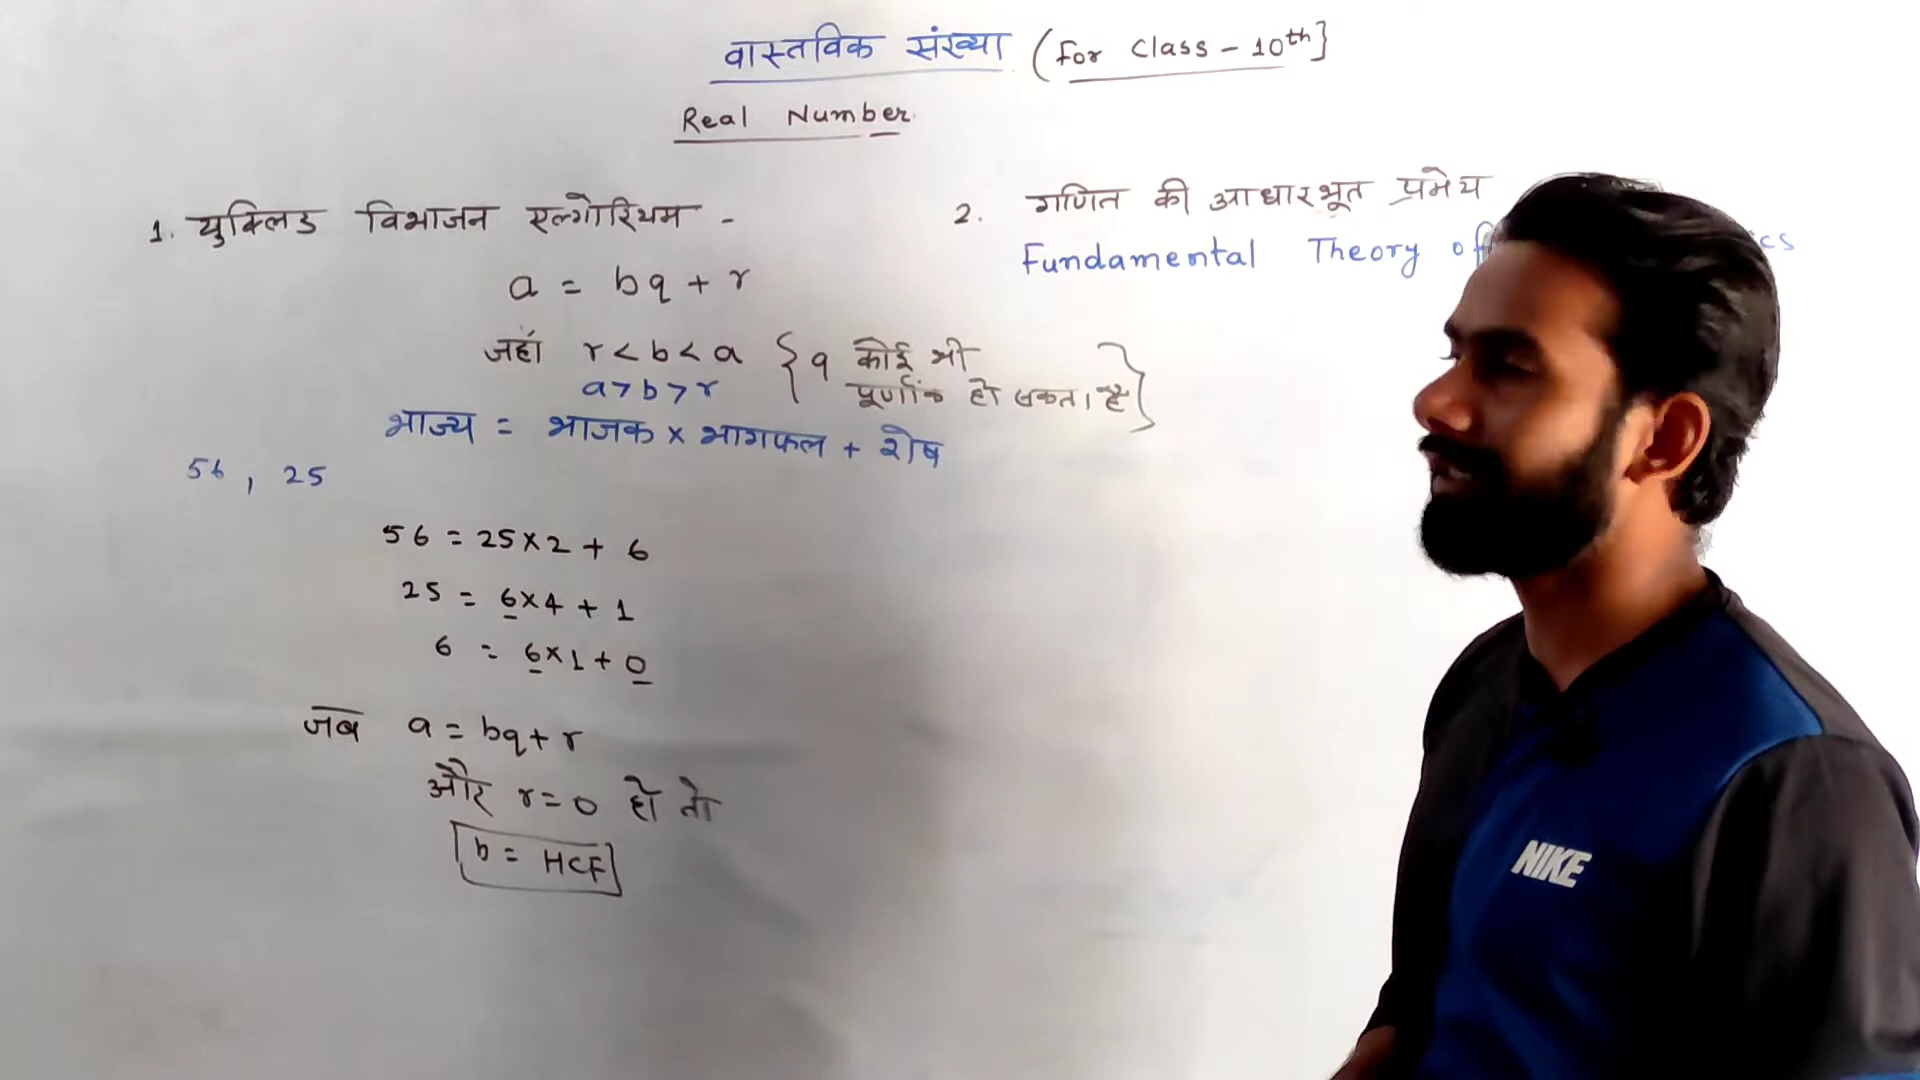 वास्तविक संख्या (for Class - 10th]
Real Number
1. युक्लिड विभाजन एल्गोरिथम -
a = bq + r
जहां r < b < a { q कोई भी
a > b > r पूर्णांक हो सकता है }
भाज्य = भाजक × भागफल + शेष
56 , 25
56 = 25×2 + 6
25 = 6×4 + 1
6 = 6×1 + 0
जब a = bq + r
और r = 0 हो तो
b = HCF
2. गणित की आधारभूत प्रमेय
Fundamental Theory of
NIKE